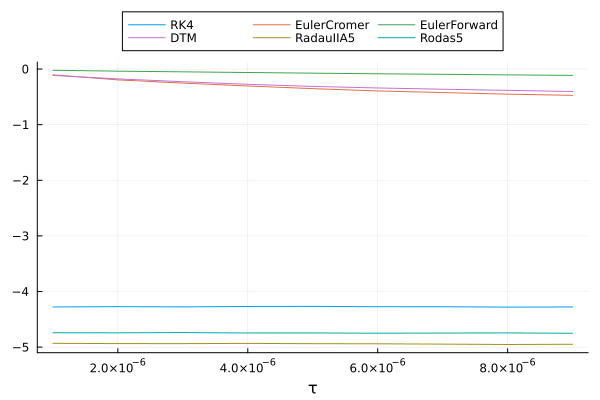 RK4 EulerCromer EulerForward
DTM RadauIIA5 Rodas5
0
−1
−2
−3
−4
−5
2.0×10⁻⁶ 4.0×10⁻⁶ 6.0×10⁻⁶ 8.0×10⁻⁶
τ